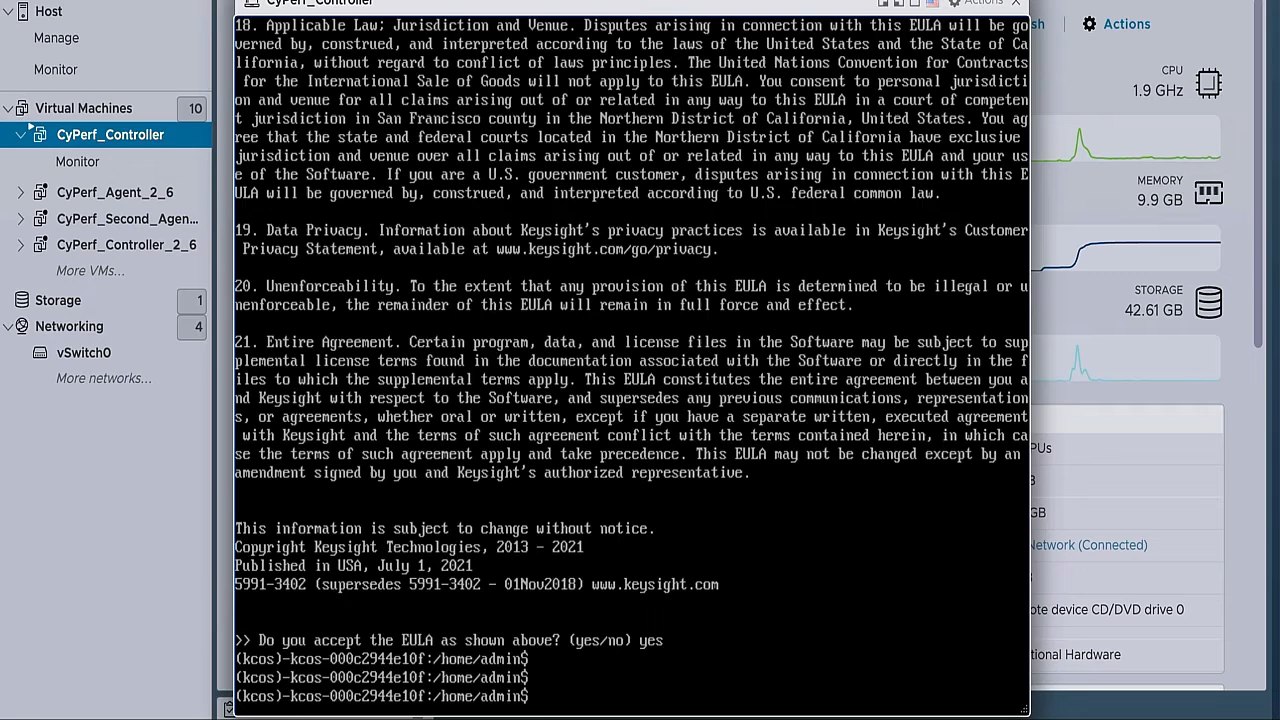 Host
Manage
Monitor
Virtual Machines 10
CyPerf_Controller
Monitor
CyPerf_Agent_2_6
CyPerf_Second_Agen...
CyPerf_Controller_2_6
More VMs...
Storage 1
Networking 4
vSwitch0
More networks...
CyPerf_Controller
Actions
18. Applicable Law; Jurisdiction and Venue. Disputes arising in connection with this EULA will be go
verned by, construed, and interpreted according to the laws of the United States and the State of Ca
lifornia, without regard to conflict of laws principles. The United Nations Convention for Contracts
for the International Sale of Goods will not apply to this EULA. You consent to personal jurisdicti
on and venue for all claims arising out of or related in any way to this EULA in a court of competen
t jurisdiction in San Francisco county in the Northern District of California, United States. You ag
ree that the state and federal courts located in the Northern District of California have exclusive
jurisdiction and venue over all claims arising out of or related in any way to this EULA and your us
e of the Software. If you are a U.S. government customer, disputes arising in connection with this E
ULA will be governed by, construed, and interpreted according to U.S. federal common law.
19. Data Privacy. Information about Keysight's privacy practices is available in Keysight's Customer
Privacy Statement, available at www.keysight.com/go/privacy.
20. Unenforceability. To the extent that any provision of this EULA is determined to be illegal or u
nenforceable, the remainder of this EULA will remain in full force and effect.
21. Entire Agreement. Certain program, data, and license files in the Software may be subject to sup
plemental license terms found in the documentation associated with the Software or directly in the f
iles to which the supplemental terms apply. This EULA constitutes the entire agreement between you a
nd Keysight with respect to the Software, and supersedes any previous communications, representation
s, or agreements, whether oral or written, except if you have a separate written, executed agreement
with Keysight and the terms of such agreement conflict with the terms contained herein, in which ca
se the terms of such agreement apply and take precedence. This EULA may not be changed except by an
amendment signed by you and Keysight's authorized representative.
This information is subject to change without notice.
Copyright Keysight Technologies, 2013 - 2021
Published in USA, July 1, 2021
5991-3402 (supersedes 5991-3402 - 01Nov2018) www.keysight.com
>> Do you accept the EULA as shown above? (yes/no) yes
(kcos)-kcos-000c2944e10f:/home/admin$
(kcos)-kcos-000c2944e10f:/home/admin$
(kcos)-kcos-000c2944e10f:/home/admin$
sh Actions
CPU
1.9 GHz
MEMORY
9.9 GB
STORAGE
42.61 GB
PUs
GB
Network (Connected)
ote device CD/DVD drive 0
tional Hardware